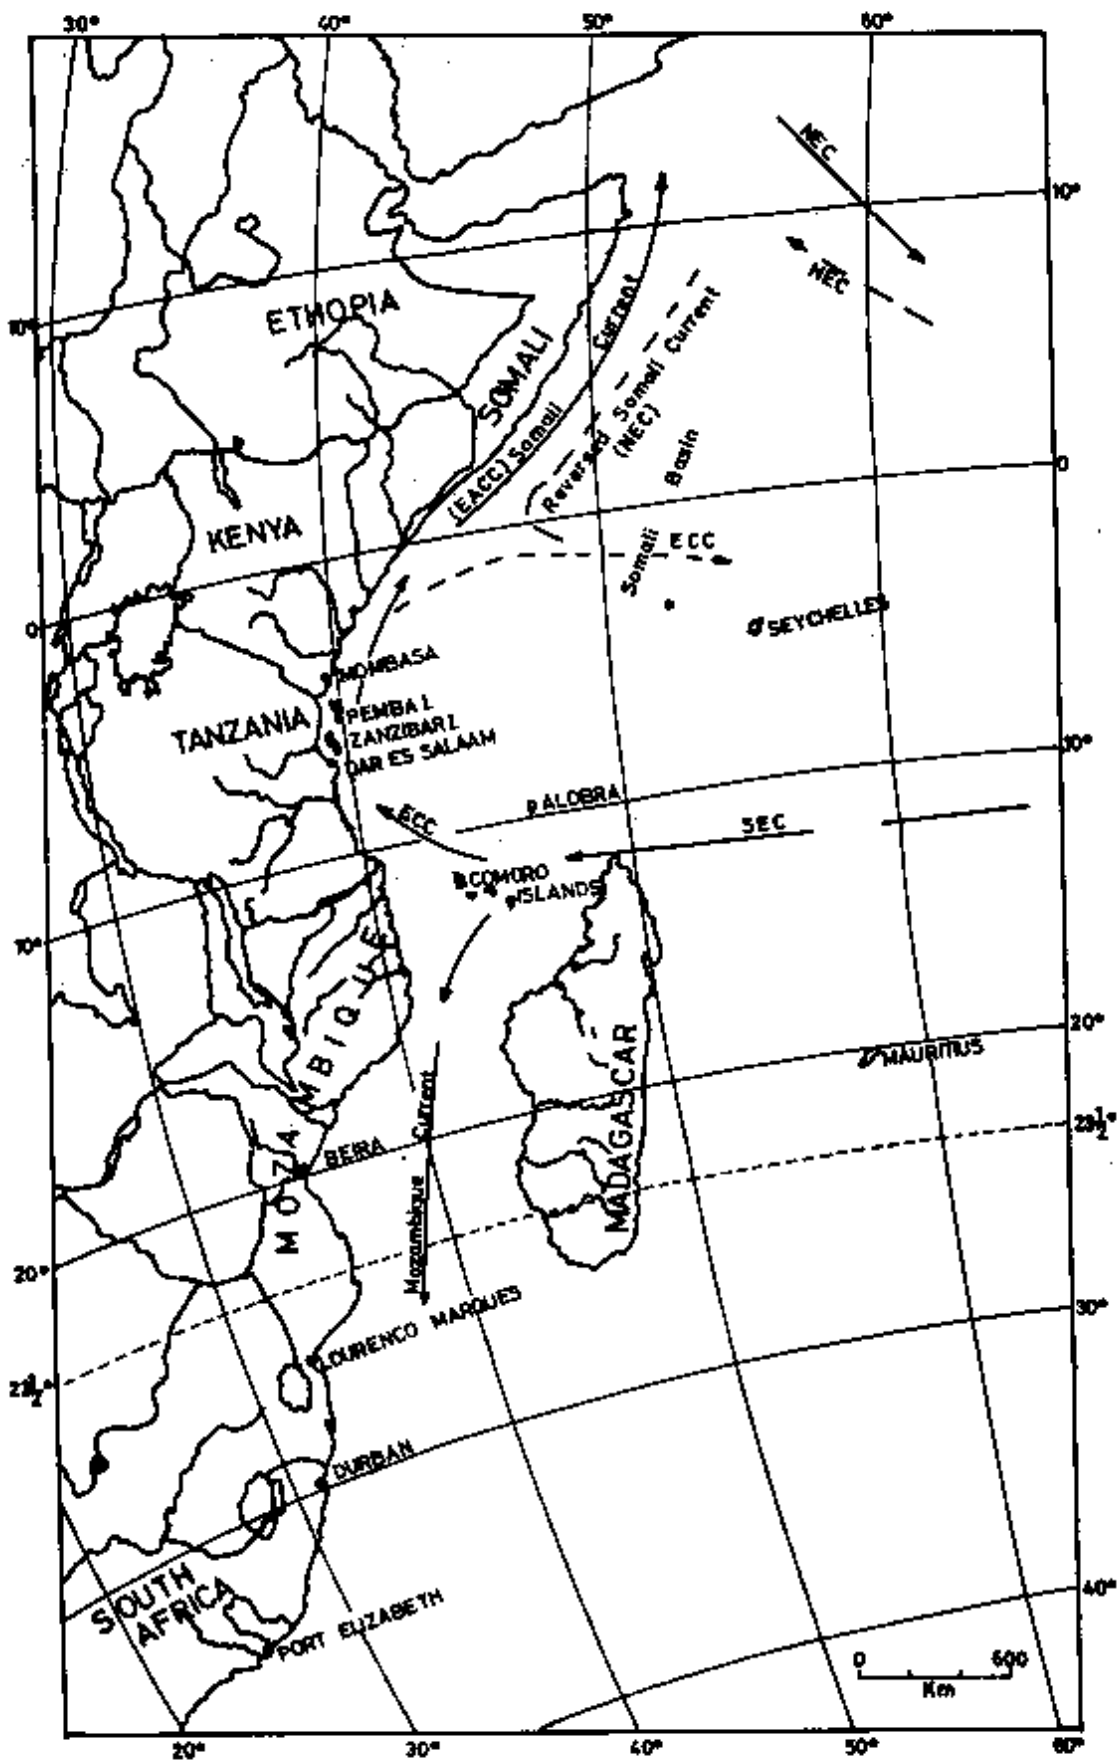 30° 40° 50° 60°
NEC
10°
NEC
10°
ETHOPIA
SOMALI
(EACC) Somali Current
Reversed Somali Current
(NEC)
Somali Basin
0
KENYA
ECC
0
SEYCHELLES
MOMBASA
TANZANIA
PEMBA I.
ZANZIBAR I.
DAR ES SALAAM
10°
ALOBRA
ECC
SEC
COMORO
ISLANDS
10°
MOZAMBIQUE
20°
MAURITIUS
MADAGASCAR
23½°
BEIRA
Mozambique Current
20°
LOURENCO MARQUES
30°
23½°
DURBAN
SOUTH
AFRICA
PORT ELIZABETH
40°
0 600
Km
20° 30° 40° 50° 60°